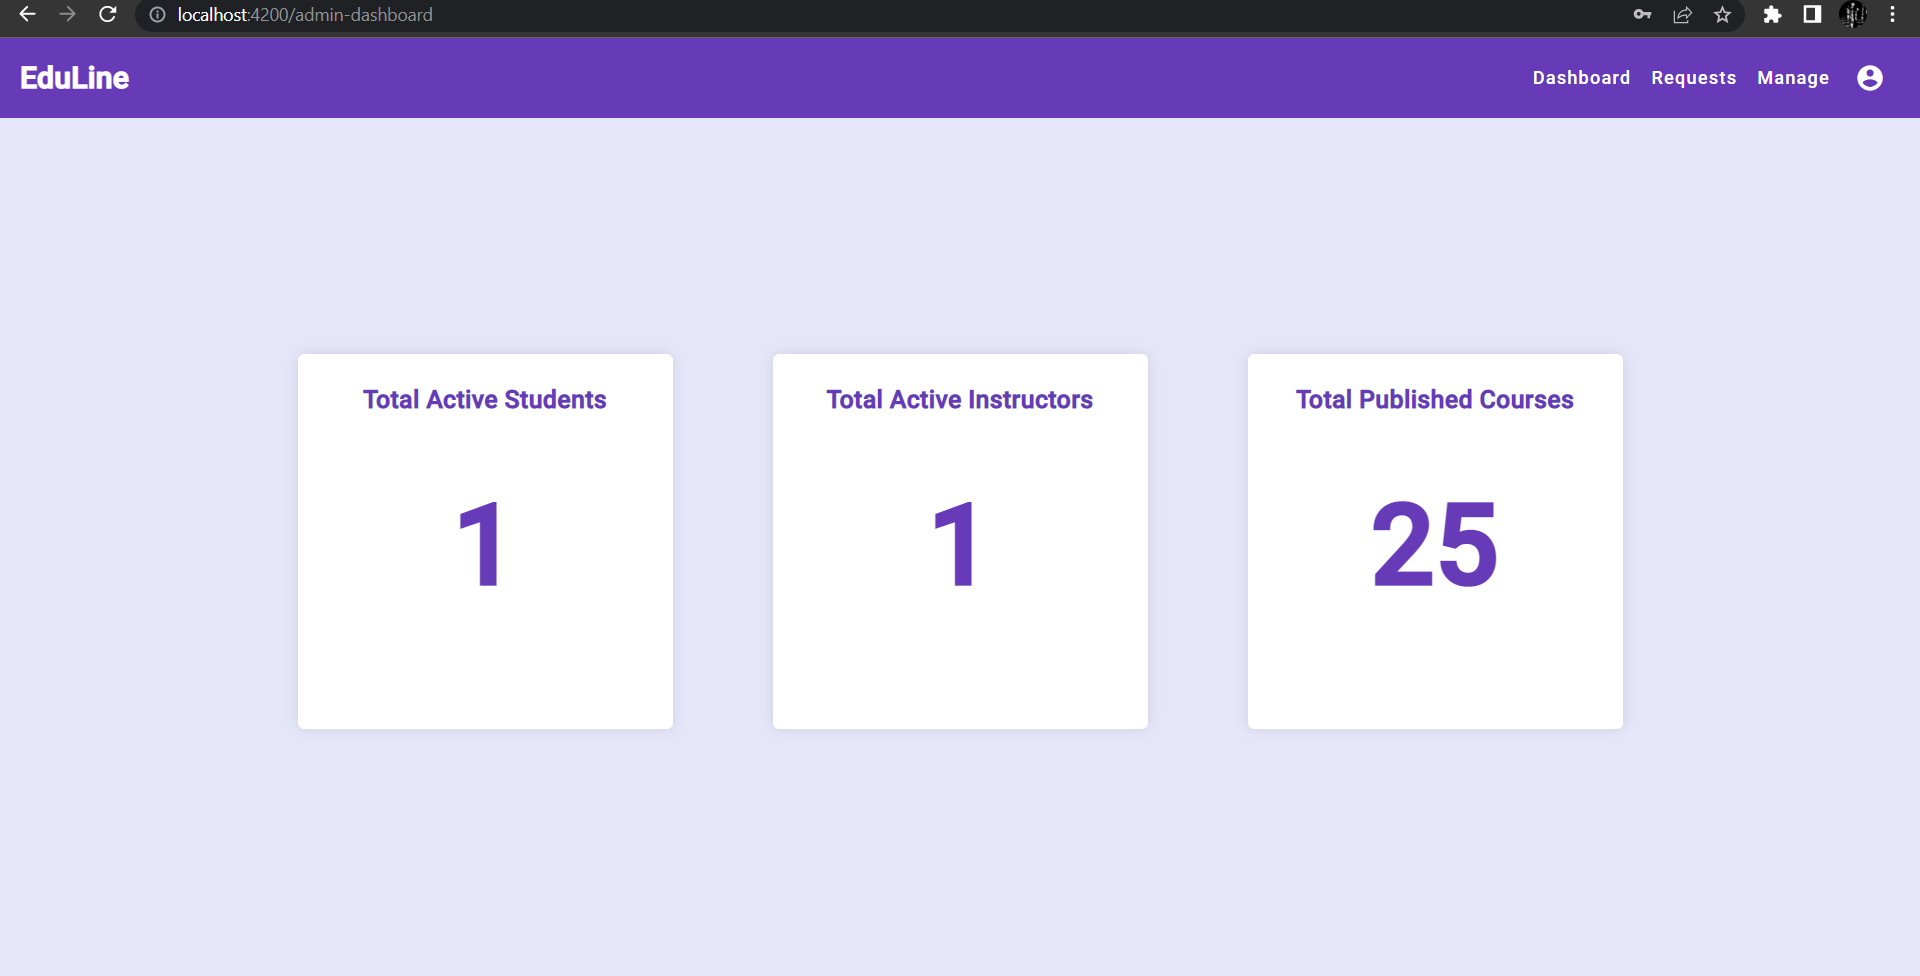 localhost:4200/admin-dashboard
EduLine
Dashboard Requests Manage
Total Active Students
1
Total Active Instructors
1
Total Published Courses
25